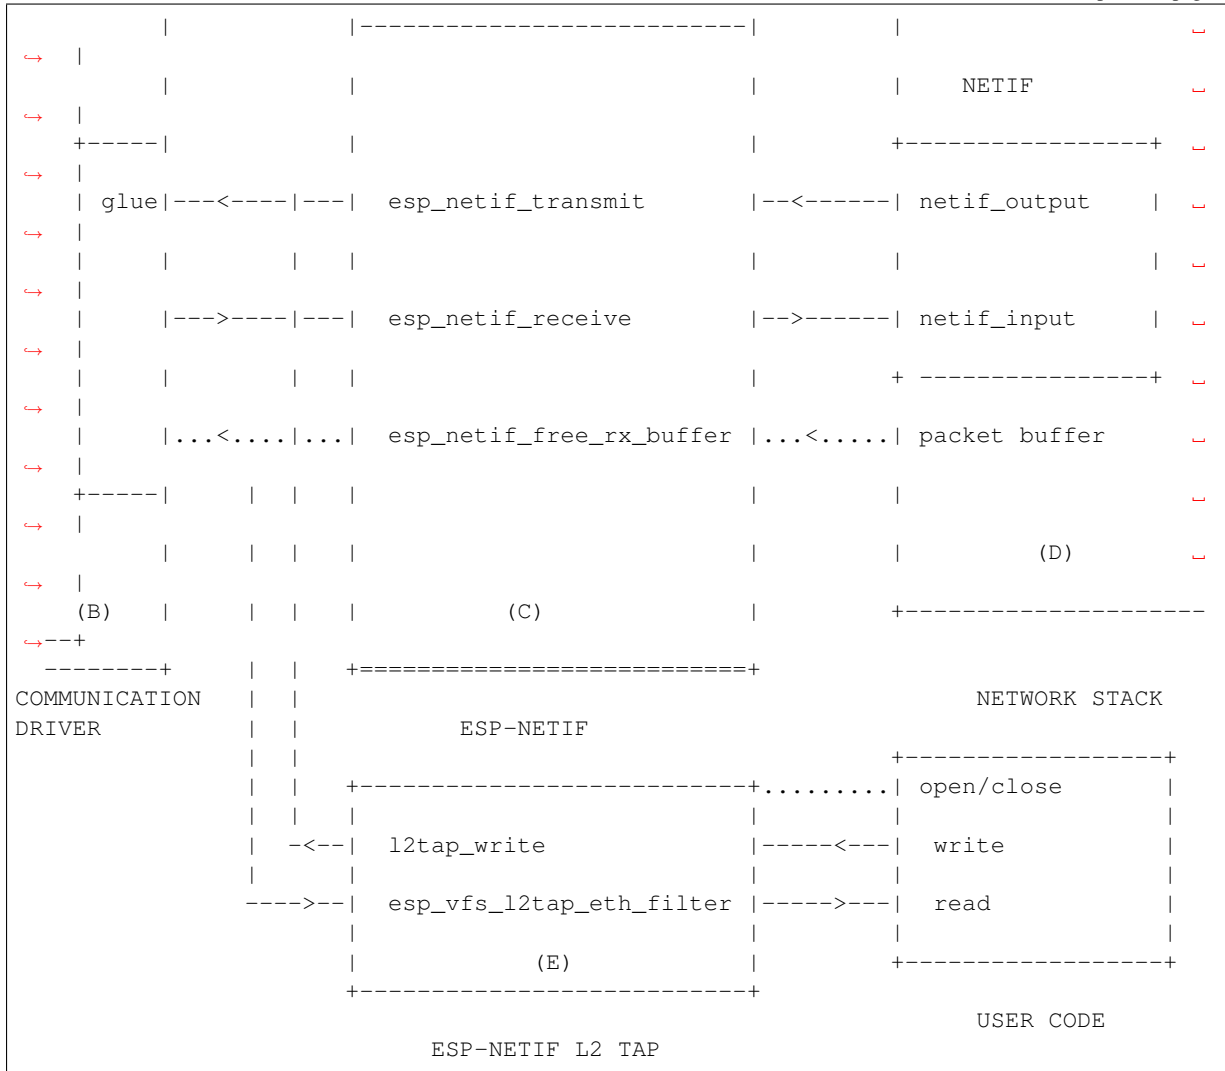 |            |---------------------------|         |                    ␣
↪  |
          |            |                           |         |    NETIF           ␣
↪  |
    +-----|            |                           |         +-----------------+  ␣
↪  |
    | glue|---<----|---|  esp_netif_transmit       |--<------| netif_output    |  ␣
↪  |
    |     |        |   |                           |         |                 |  ␣
↪  |
    |     |--->----|---|  esp_netif_receive        |-->------| netif_input     |  ␣
↪  |
    |     |        |   |                           |         + ----------------+  ␣
↪  |
    |     |...<....|...|  esp_netif_free_rx_buffer |...<.....| packet buffer      ␣
↪  |
    +-----|     |  |   |                           |         |                    ␣
↪  |
          |     |  |   |                           |         |         (D)        ␣
↪  |
    (B)   |     |  |   |          (C)              |         +---------------------
↪--+
  --------+     |  |   +===========================+
COMMUNICATION   |  |                                               NETWORK STACK
DRIVER          |  |           ESP-NETIF
                |  |                                         +------------------+
                |  |   +---------------------------+.........| open/close       |
                |  |   |                           |         |                  |
                |  -<--|  l2tap_write              |-----<---|  write           |
                |      |                           |         |                  |
                ---->--|  esp_vfs_l2tap_eth_filter |----->---|  read            |
                       |                           |         |                  |
                       |            (E)            |         +------------------+
                       +---------------------------+
                                                                   USER CODE
                             ESP-NETIF L2 TAP